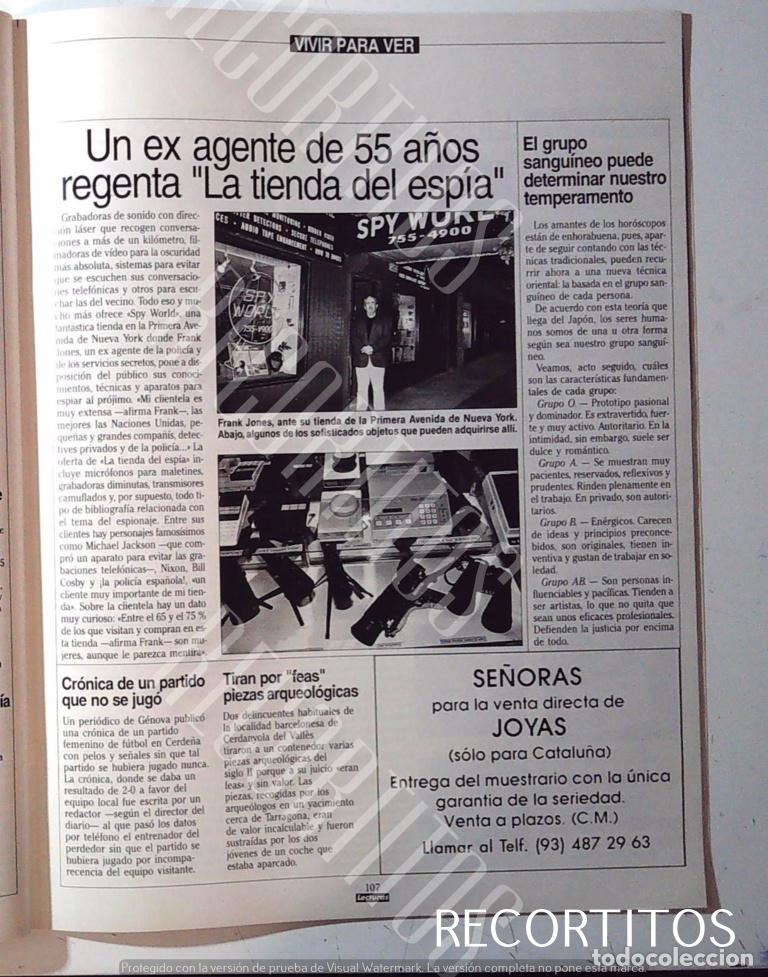 VIVIR PARA VER
Un ex agente de 55 años
regenta "La tienda del espía"
Grabadoras de sonido con direc-
ción láser que recogen conversa-
ciones a más de un kilómetro, fil-
madoras de vídeo para la oscuridad
más absoluta, sistemas para evitar
que se escuchen sus conversacio-
nes telefónicas y otros para escu-
char las del vecino. Todo eso y mu-
cho más ofrece «Spy World», una
fantástica tienda en la Primera Ave-
nida de Nueva York donde Frank
Jones, un ex agente de la policía y
de los servicios secretos, pone a dis-
posición del público sus conoci-
mientos, técnicas y aparatos para
espiar al prójimo. «Mi clientela es
muy extensa —afirma Frank—, las
mejores las Naciones Unidas, pe-
queñas y grandes compañís, detec-
tives privados y de la policía...» La
oferta de «La tienda del espía» in-
cluye micrófonos para maletines,
grabadoras diminutas, transmisores
camuflados y, por supuesto, todo ti-
po de bibliografía relacionada con
el tema del espionaje. Entre sus
clientes hay personajes famosísimos
como Michael Jackson —que com-
pró un aparato para evitar las gra-
baciones telefónicas—, Nixon, Bill
Cosby y ¡la policía española!, «un
cliente muy importante de mi tien-
da». Sobre la clientela hay un dato
muy curioso: «Entre el 65 y el 75 %
de los que visitan y compran en es-
ta tienda —afirma Frank— son mu-
jeres, aunque le parezca mentira».
DETECTORS · SECURE TELEPHONES
AUDIO TAPE ENHANCEMENT
SPY WORLD
755-4900
SPY
WORLD
755-4900
Frank Jones, ante su tienda de la Primera Avenida de Nueva York.
Abajo, algunos de los sofisticados objetos que pueden adquirirse allí.
El grupo
sanguíneo puede
determinar nuestro
temperamento
Los amantes de los horóscopos
están de enhorabuena, pues, apar-
te de seguir contando con las téc-
nicas tradicionales, pueden recu-
rrir ahora a una nueva técnica
oriental: la basada en el grupo san-
guíneo de cada persona.
De acuerdo con esta teoría que
llega del Japón, los seres huma-
nos somos de una u otra forma
según sea nuestro grupo sanguí-
neo.
Veamos, acto seguido, cuáles
son las características fundamen-
tales de cada grupo:
Grupo O. — Prototipo pasional
y dominador. Es extravertido, fuer-
te y muy activo. Autoritario. En la
intimidad, sin embargo, suele ser
dulce y romántico.
Grupo A. — Se muestran muy
pacientes, reservados, reflexivos y
prudentes. Rinden plenamente en
el trabajo. En privado, son autori-
tarios.
Grupo B. — Enérgicos. Carecen
de ideas y principios preconce-
bidos, son originales, tienen in-
ventiva y gustan de trabajar en so-
ledad.
Grupo AB. — Son personas in-
fluenciables y pacíficas. Tienden a
ser artistas, lo que no quita que
sean unos eficaces profesionales.
Defienden la justicia por encima
de todo.
Crónica de un partido
que no se jugó
Un periódico de Génova publicó
una crónica de un partido
femenino de fútbol en Cerdeña
con pelos y señales sin que tal
partido se hubiera jugado nunca.
La crónica, donde se daba un
resultado de 2-0 a favor del
equipo local fue escrita por un
redactor —según el director del
diario— al que pasó los datos
por teléfono el entrenador del
perdedor sin que el partido se
hubiera jugado por incompa-
recencia del equipo visitante.
Tiran por "feas"
piezas arqueológicas
Dos delincuentes habituales de
la localidad barcelonesa de
Cerdanyola del Vallès
tiraron a un contenedor varias
piezas arqueológicas del
siglo II porque a su juicio «eran
feas» y sin valor. Las
piezas, recogidas por los
arqueólogos en un yacimiento
cerca de Tarragona, eran
de valor incalculable y fueron
sustraídas por los dos
jóvenes de un coche que
estaba aparcado.
SEÑORAS
para la venta directa de
JOYAS
(sólo para Cataluña)
Entrega del muestrario con la única
garantia de la seriedad.
Venta a plazos. (C.M.)
Llamar al Telf. (93) 487 29 63
107
Lecturas
RECORTITOS
todocoleccion
Protegido con la versión de prueba de Visual Watermark. La versión completa no pone esta marca.